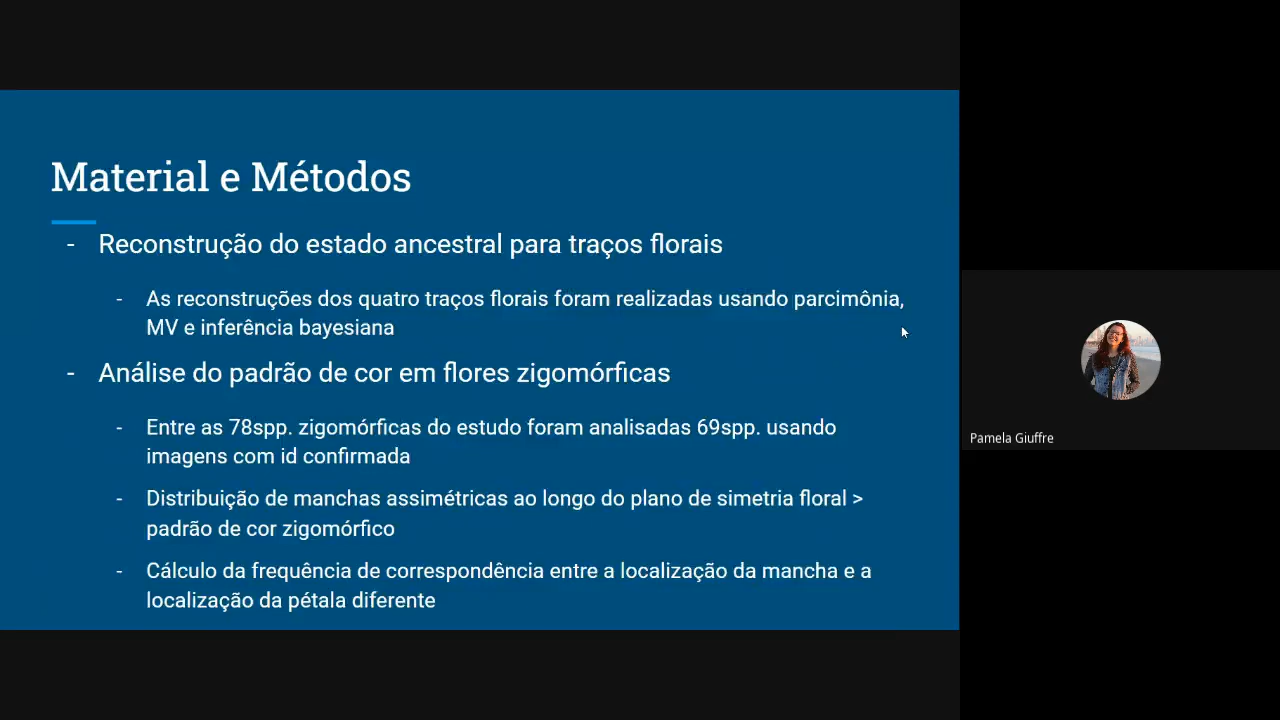 Material e Métodos
- Reconstrução do estado ancestral para traços florais
- As reconstruções dos quatro traços florais foram realizadas usando parcimônia,
MV e inferência bayesiana
- Análise do padrão de cor em flores zigomórficas
- Entre as 78spp. zigomórficas do estudo foram analisadas 69spp. usando
imagens com id confirmada
- Distribuição de manchas assimétricas ao longo do plano de simetria floral >
padrão de cor zigomórfico
- Cálculo da frequência de correspondência entre a localização da mancha e a
localização da pétala diferente
Pamela Giuffre